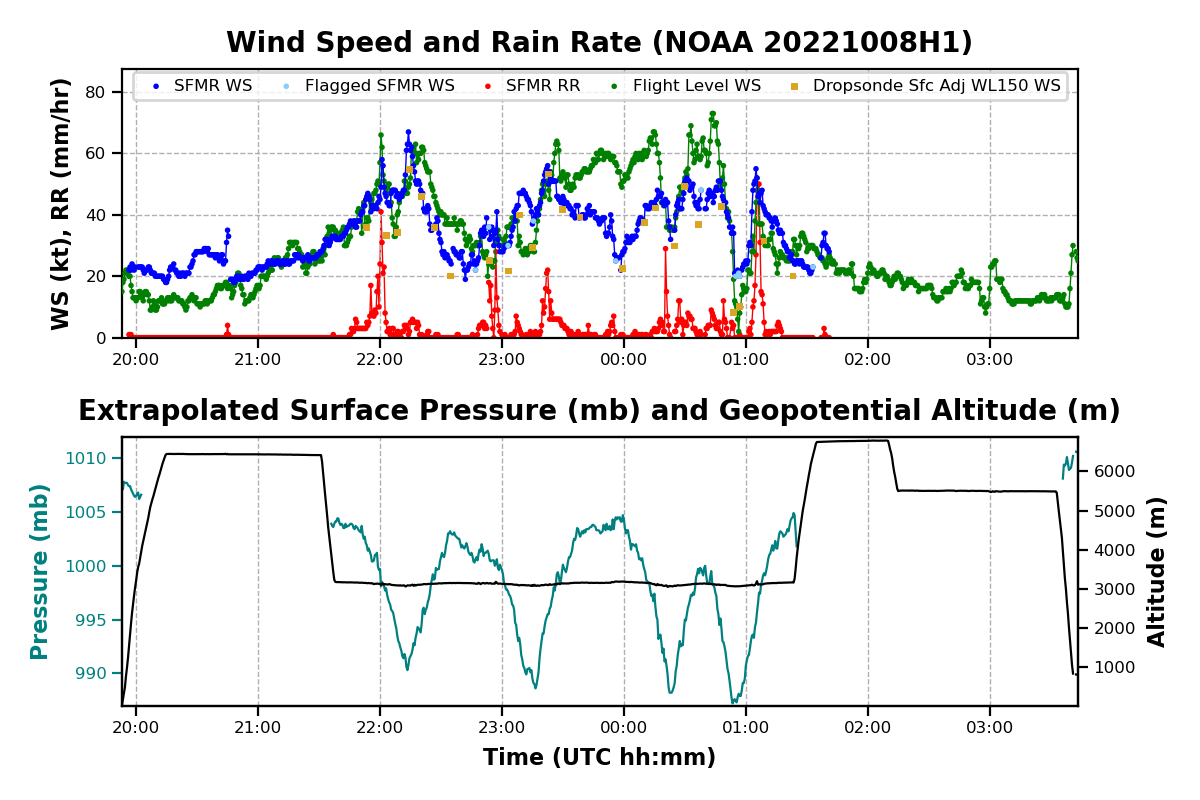 Wind Speed and Rain Rate (NOAA 20221008H1)
SFMR WS Flagged SFMR WS SFMR RR Flight Level WS Dropsonde Sfc Adj WL150 WS
WS (kt), RR (mm/hr)
80
60
40
20
0
20:00 21:00 22:00 23:00 00:00 01:00 02:00 03:00
Extrapolated Surface Pressure (mb) and Geopotential Altitude (m)
Pressure (mb)
1010
1005
1000
995
990
6000
5000
4000
3000
2000
1000
Altitude (m)
20:00 21:00 22:00 23:00 00:00 01:00 02:00 03:00
Time (UTC hh:mm)